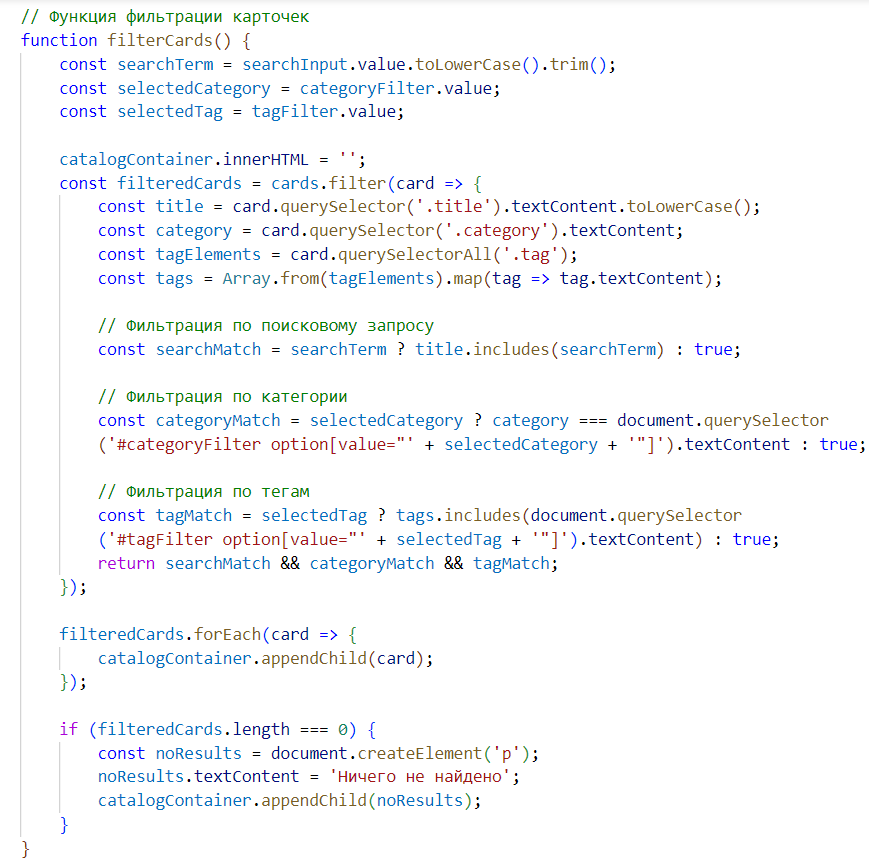 // Функция фильтрации карточек
function filterCards() {
    const searchTerm = searchInput.value.toLowerCase().trim();
    const selectedCategory = categoryFilter.value;
    const selectedTag = tagFilter.value;

    catalogContainer.innerHTML = '';
    const filteredCards = cards.filter(card => {
        const title = card.querySelector('.title').textContent.toLowerCase();
        const category = card.querySelector('.category').textContent;
        const tagElements = card.querySelectorAll('.tag');
        const tags = Array.from(tagElements).map(tag => tag.textContent);

        // Фильтрация по поисковому запросу
        const searchMatch = searchTerm ? title.includes(searchTerm) : true;

        // Фильтрация по категории
        const categoryMatch = selectedCategory ? category === document.querySelector
        ('#categoryFilter option[value="' + selectedCategory + '"]').textContent : true;

        // Фильтрация по тегам
        const tagMatch = selectedTag ? tags.includes(document.querySelector
        ('#tagFilter option[value="' + selectedTag + '"]').textContent) : true;
        return searchMatch && categoryMatch && tagMatch;
    });

    filteredCards.forEach(card => {
        catalogContainer.appendChild(card);
    });

    if (filteredCards.length === 0) {
        const noResults = document.createElement('p');
        noResults.textContent = 'Ничего не найдено';
        catalogContainer.appendChild(noResults);
    }
}